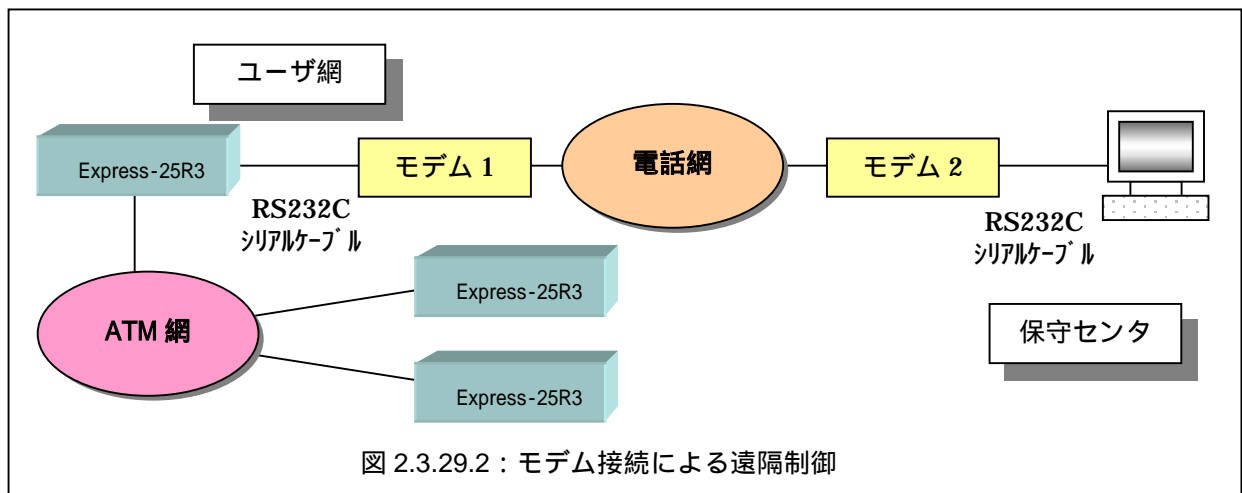 ユーザ網
Express-25R3
モデム 1
電話網
モデム 2
RS232C
シリアルケーブル
RS232C
シリアルケーブル
ATM 網
Express-25R3
Express-25R3
保守センタ
図 2.3.29.2：モデム接続による遠隔制御